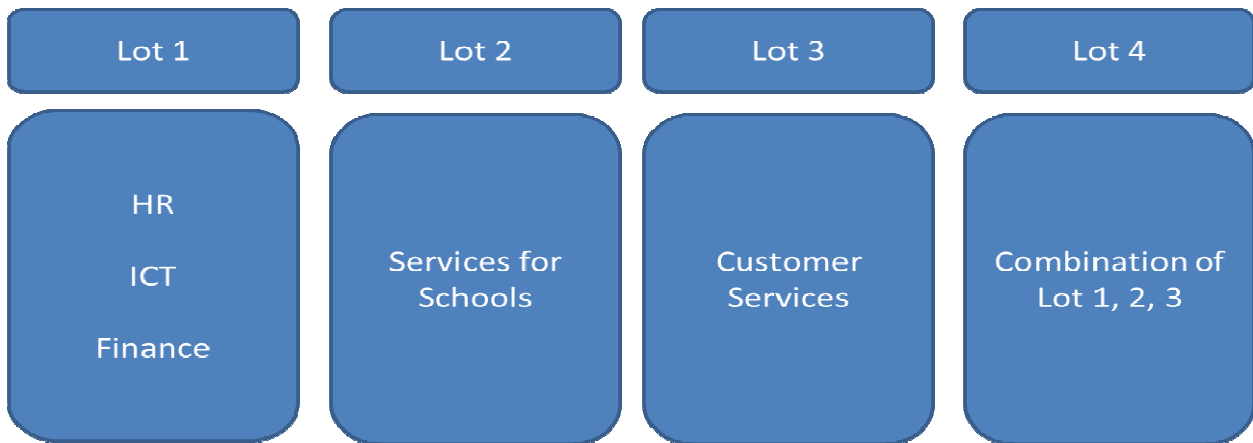 Lot 1
Lot 2
Lot 3
Lot 4
HR
ICT
Finance
Services for
Schools
Customer
Services
Combination of
Lot 1, 2, 3